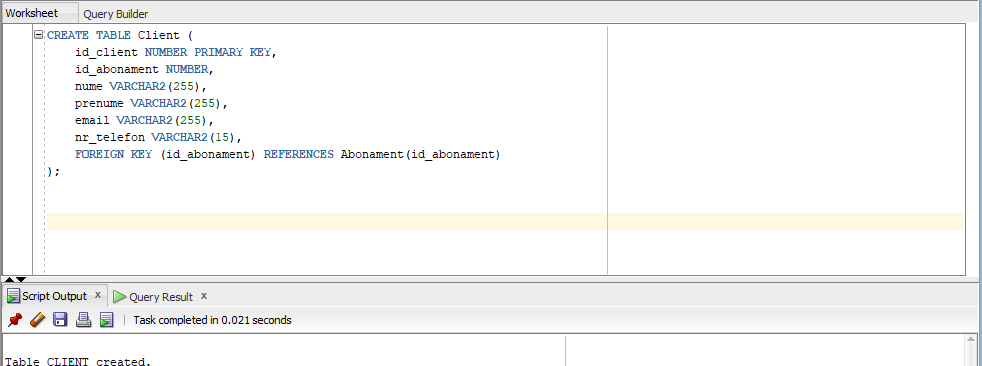 Worksheet Query Builder
CREATE TABLE Client (
id_client NUMBER PRIMARY KEY,
id_abonament NUMBER,
nume VARCHAR2(255),
prenume VARCHAR2(255),
email VARCHAR2(255),
nr_telefon VARCHAR2(15),
FOREIGN KEY (id_abonament) REFERENCES Abonament(id_abonament)
);
Script Output x Query Result x
Task completed in 0.021 seconds
Table CLIENT created.